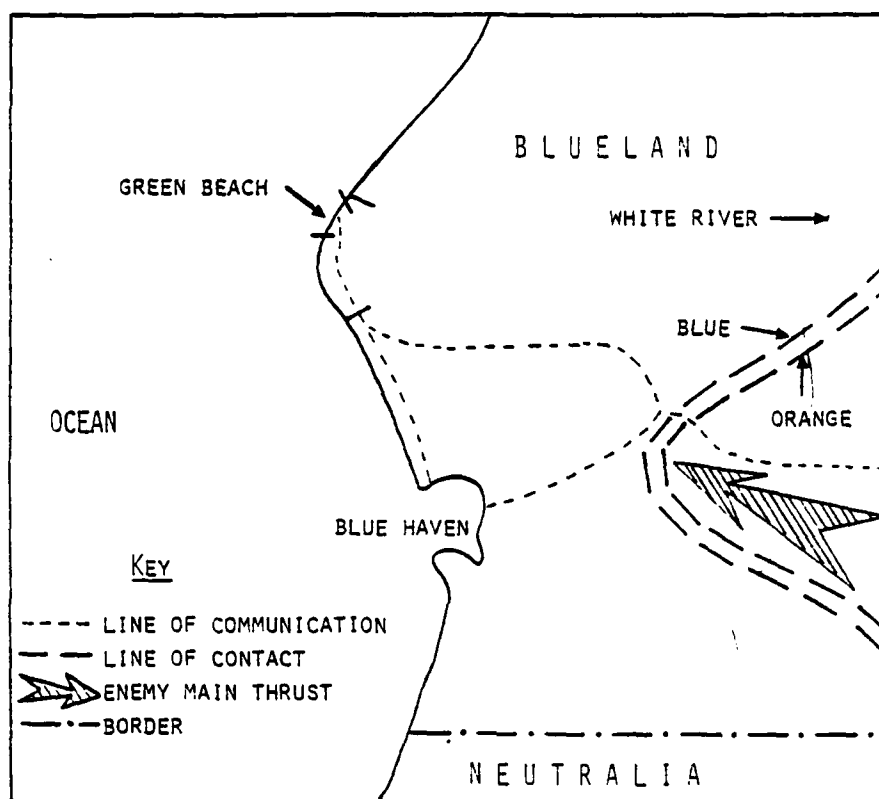 BLUELAND
GREEN BEACH
WHITE RIVER
BLUE
ORANGE
OCEAN
BLUE HAVEN
KEY
LINE OF COMMUNICATION
LINE OF CONTACT
ENEMY MAIN THRUST
BORDER
NEUTRALIA